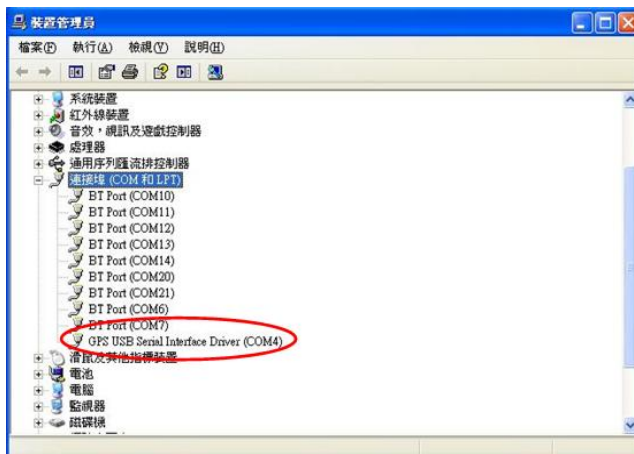 裝置管理員
檔案(F) 執行(A) 檢視(V) 說明(H)
系統裝置
紅外線裝置
音效，視訊及遊戲控制器
處理器
通用序列匯流排控制器
連接埠 (COM 和 LPT)
BT Port (COM10)
BT Port (COM11)
BT Port (COM12)
BT Port (COM13)
BT Port (COM14)
BT Port (COM20)
BT Port (COM21)
BT Port (COM6)
BT Port (COM7)
GPS USB Serial Interface Driver (COM4)
滑鼠及其他指標裝置
電池
電腦
監視器
磁碟機